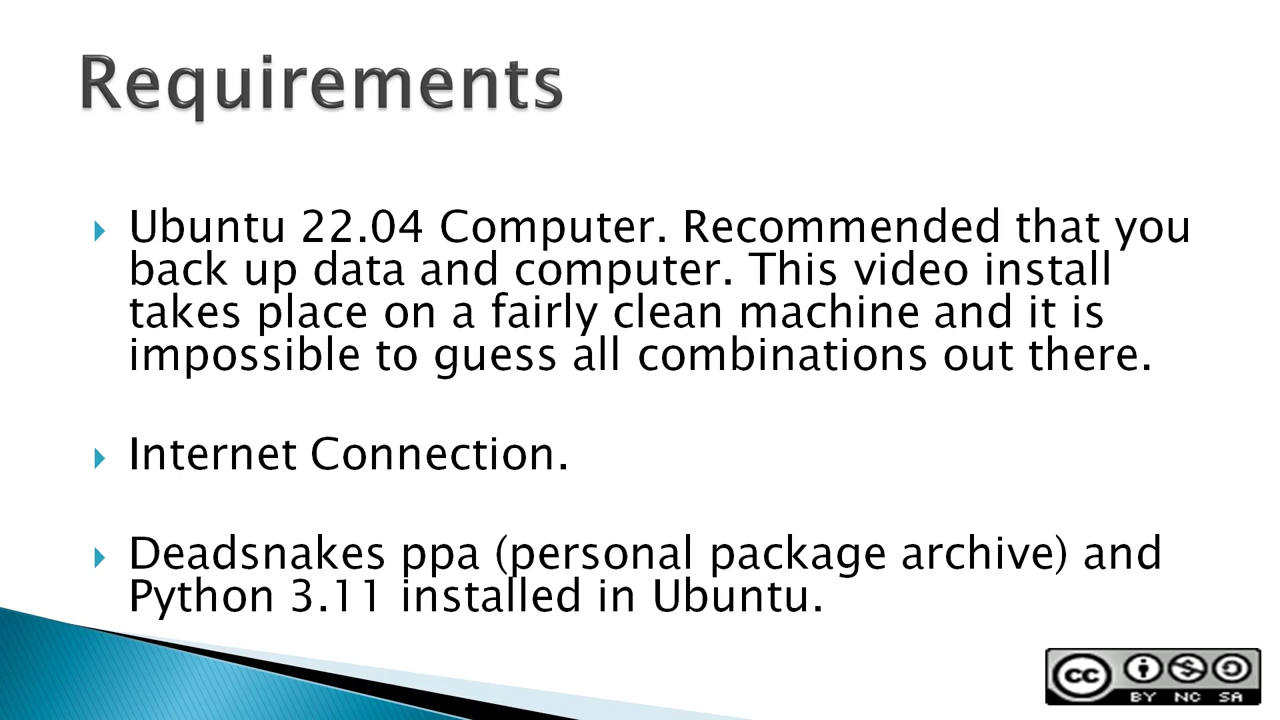 Requirements
Ubuntu 22.04 Computer. Recommended that you
back up data and computer. This video install
takes place on a fairly clean machine and it is
impossible to guess all combinations out there.
Internet Connection.
Deadsnakes ppa (personal package archive) and
Python 3.11 installed in Ubuntu.
cc
BY NC SA